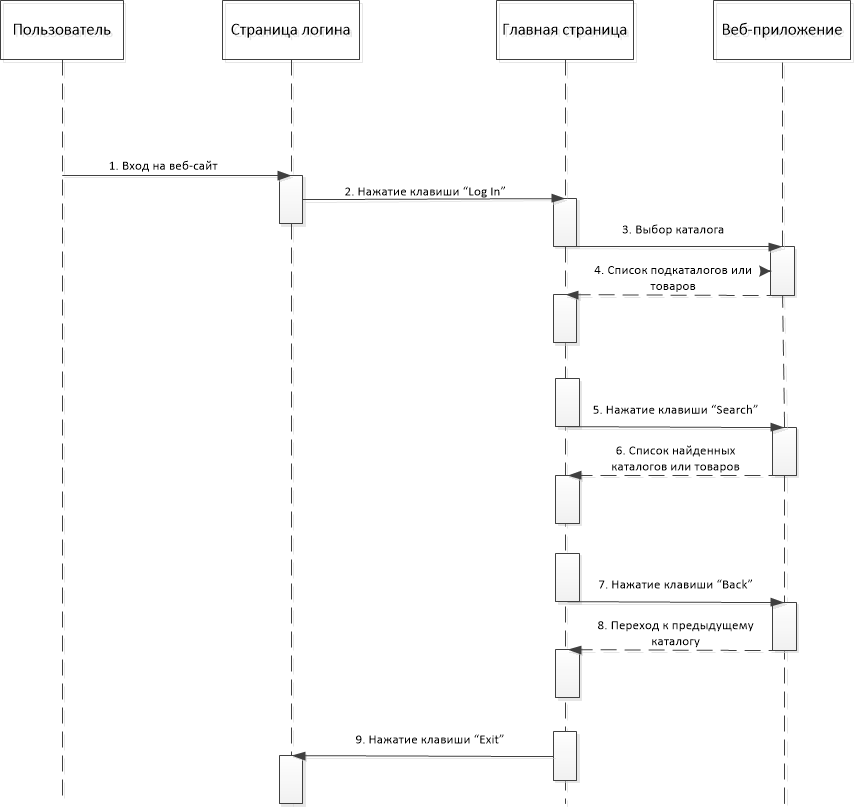 Пользователь
Страница логина
Главная страница
Веб-приложение
1. Вход на веб-сайт
2. Нажатие клавиши “Log In”
3. Выбор каталога
4. Список подкаталогов или
товаров
5. Нажатие клавиши “Search”
6. Список найденных
каталогов или товаров
7. Нажатие клавиши “Back”
8. Переход к предыдущему
каталогу
9. Нажатие клавиши “Exit”